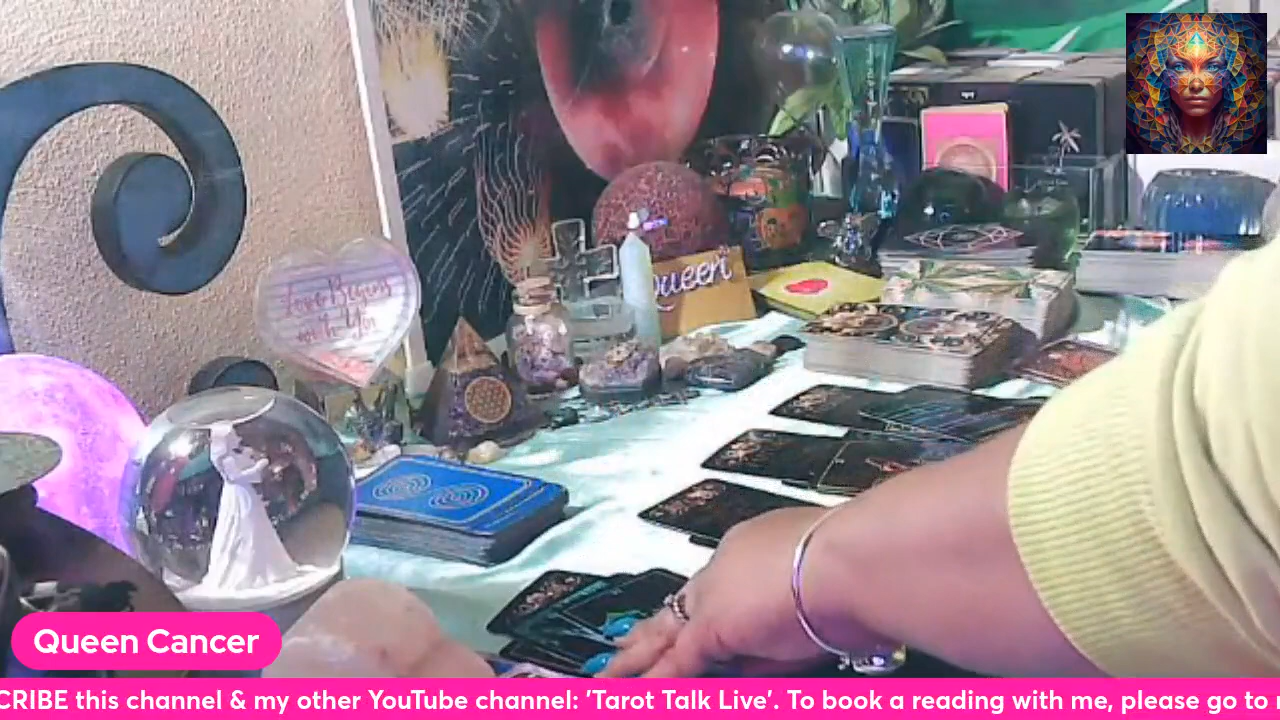 Love Begins
with You
Queen
Queen Cancer
CRIBE this channel & my other YouTube channel: 'Tarot Talk Live'. To book a reading with me, please go to